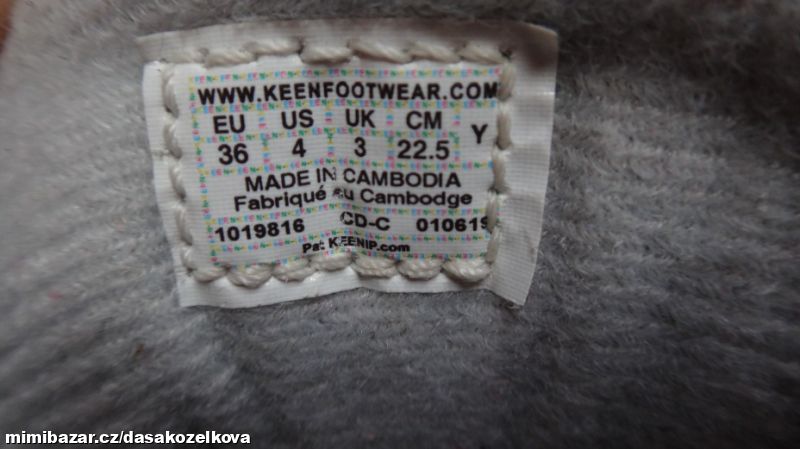 WWW.KEENFOOTWEAR.COM
EU US UK CM Y
36 4 3 22.5
MADE IN CAMBODIA
Fabriqué au Cambodge
1019816 CD-C 010619
Pat KEENIP.com
mimibazar.cz/dasakozelkova